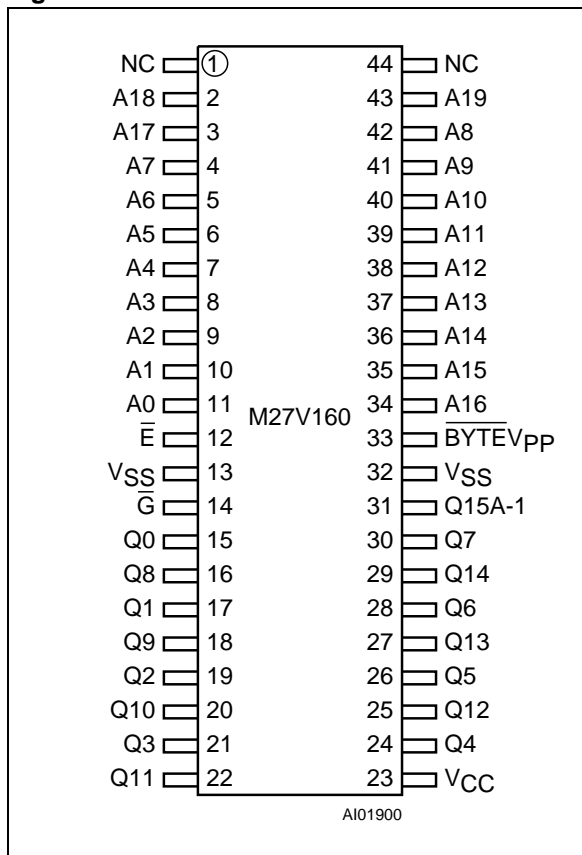 NC 1 44 NC
A18 2 43 A19
A17 3 42 A8
A7 4 41 A9
A6 5 40 A10
A5 6 39 A11
A4 7 38 A12
A3 8 37 A13
A2 9 36 A14
A1 10 35 A15
A0 11 34 A16
M27V160
E̅ 12 33 B̅Y̅T̅E̅VPP
VSS 13 32 VSS
G̅ 14 31 Q15A-1
Q0 15 30 Q7
Q8 16 29 Q14
Q1 17 28 Q6
Q9 18 27 Q13
Q2 19 26 Q5
Q10 20 25 Q12
Q3 21 24 Q4
Q11 22 23 VCC
AI01900